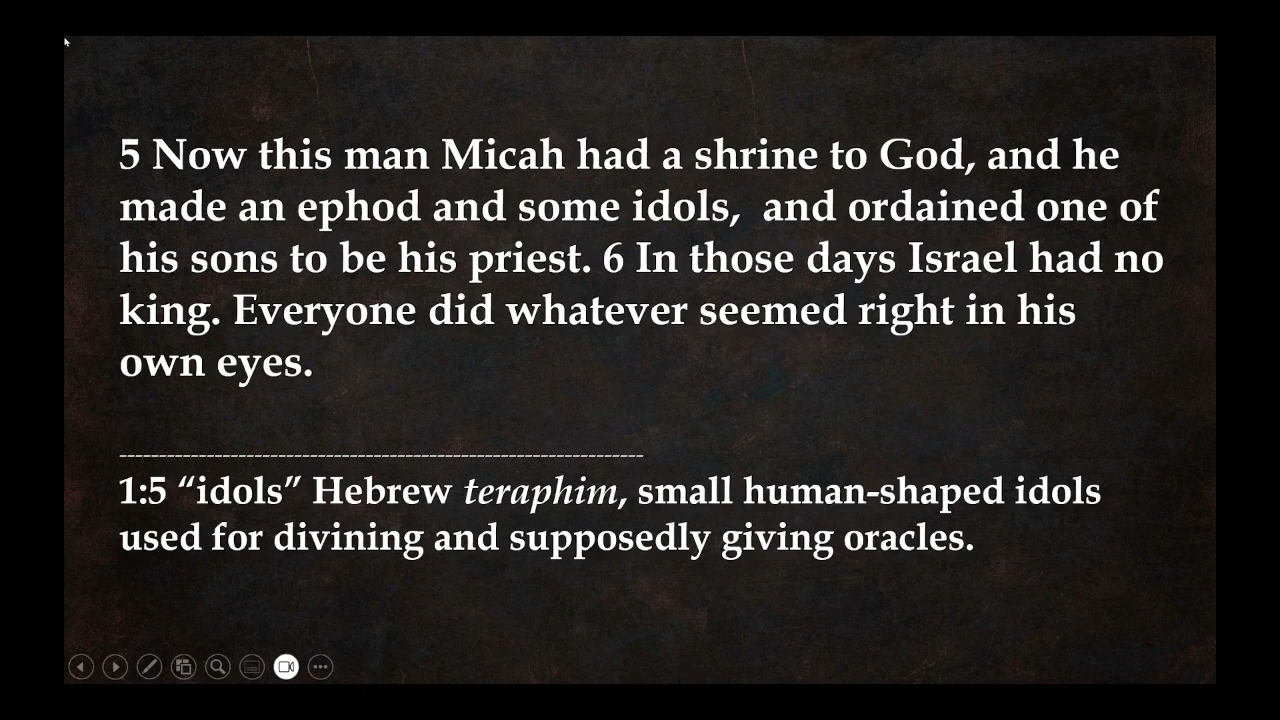 5 Now this man Micah had a shrine to God, and he
made an ephod and some idols,  and ordained one of
his sons to be his priest. 6 In those days Israel had no
king. Everyone did whatever seemed right in his
own eyes.
------------------------------------------------------------------
1:5 “idols” Hebrew teraphim, small human-shaped idols
used for divining and supposedly giving oracles.